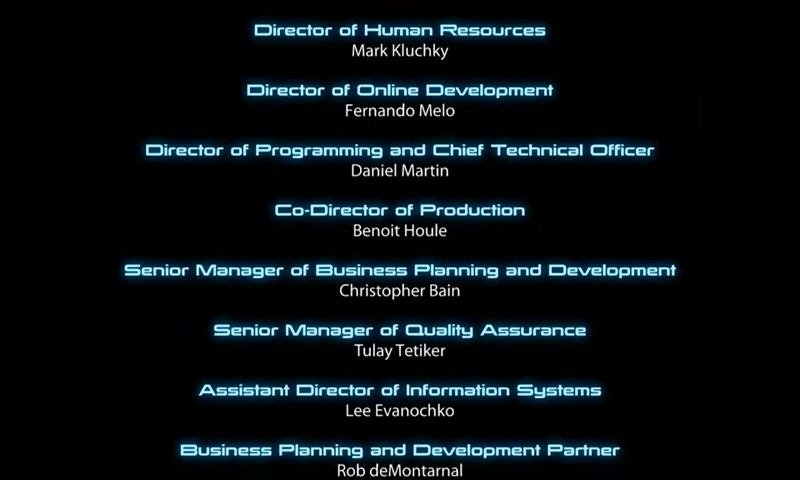 Director of Human Resources
Mark Kluchky
Director of Online Development
Fernando Melo
Director of Programming and Chief Technical Officer
Daniel Martin
Co-Director of Production
Benoit Houle
Senior Manager of Business Planning and Development
Christopher Bain
Senior Manager of Quality Assurance
Tulay Tetiker
Assistant Director of Information Systems
Lee Evanochko
Business Planning and Development Partner
Rob deMontarnal